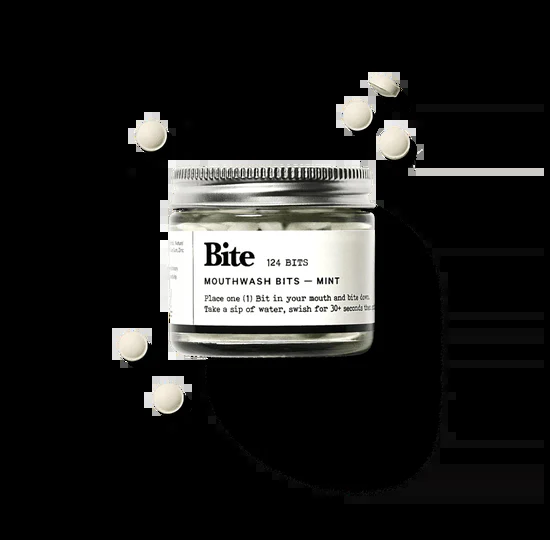 Bite 124 BITS
MOUTHWASH BITS — MINT
Place one (1) Bit in your mouth and bite down.
Take a sip of water, swish for 30+ seconds